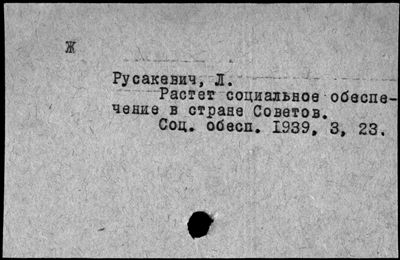 Ж
Русакевич, Л.
Растет социальное обеспе-
чение в стране Советов.
Соц. обесп. 1939, 3, 23.